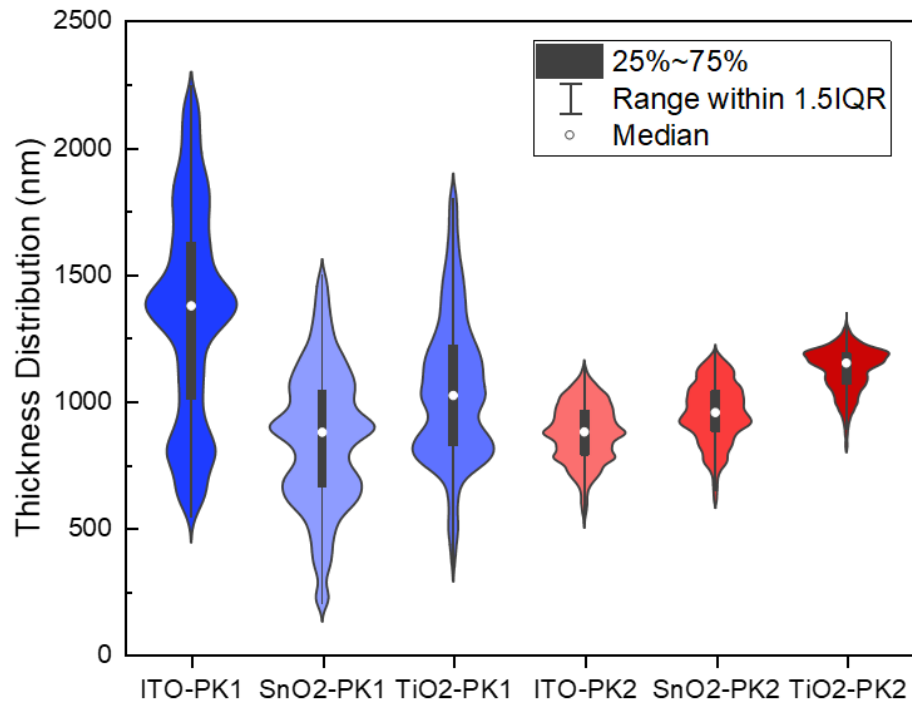 25%~75%
Range within 1.5IQR
Median
Thickness Distribution (nm)
2500
2000
1500
1000
500
0
ITO-PK1 SnO2-PK1 TiO2-PK1 ITO-PK2 SnO2-PK2 TiO2-PK2